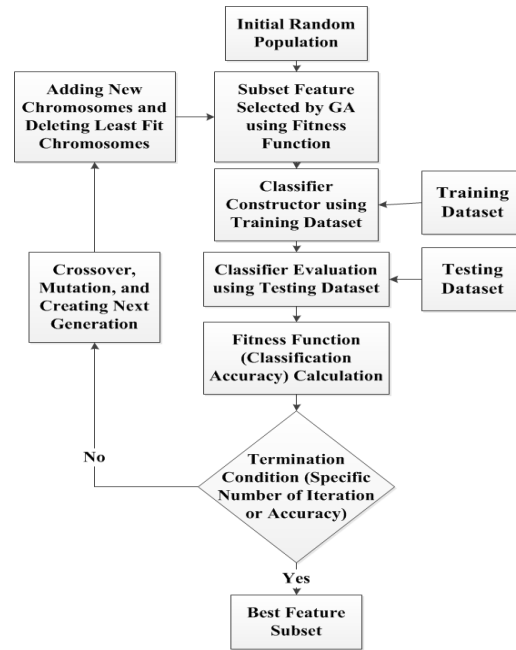 Initial Random
Population
Adding New
Chromosomes and
Deleting Least Fit
Chromosomes
Subset Feature
Selected by GA
using Fitness
Function
Classifier
Constructor using
Training Dataset
Training
Dataset
Crossover,
Mutation, and
Creating Next
Generation
Classifier Evaluation
using Testing Dataset
Testing
Dataset
Fitness Function
(Classification
Accuracy) Calculation
No
Termination
Condition (Specific
Number of Iteration
or Accuracy)
Yes
Best Feature
Subset